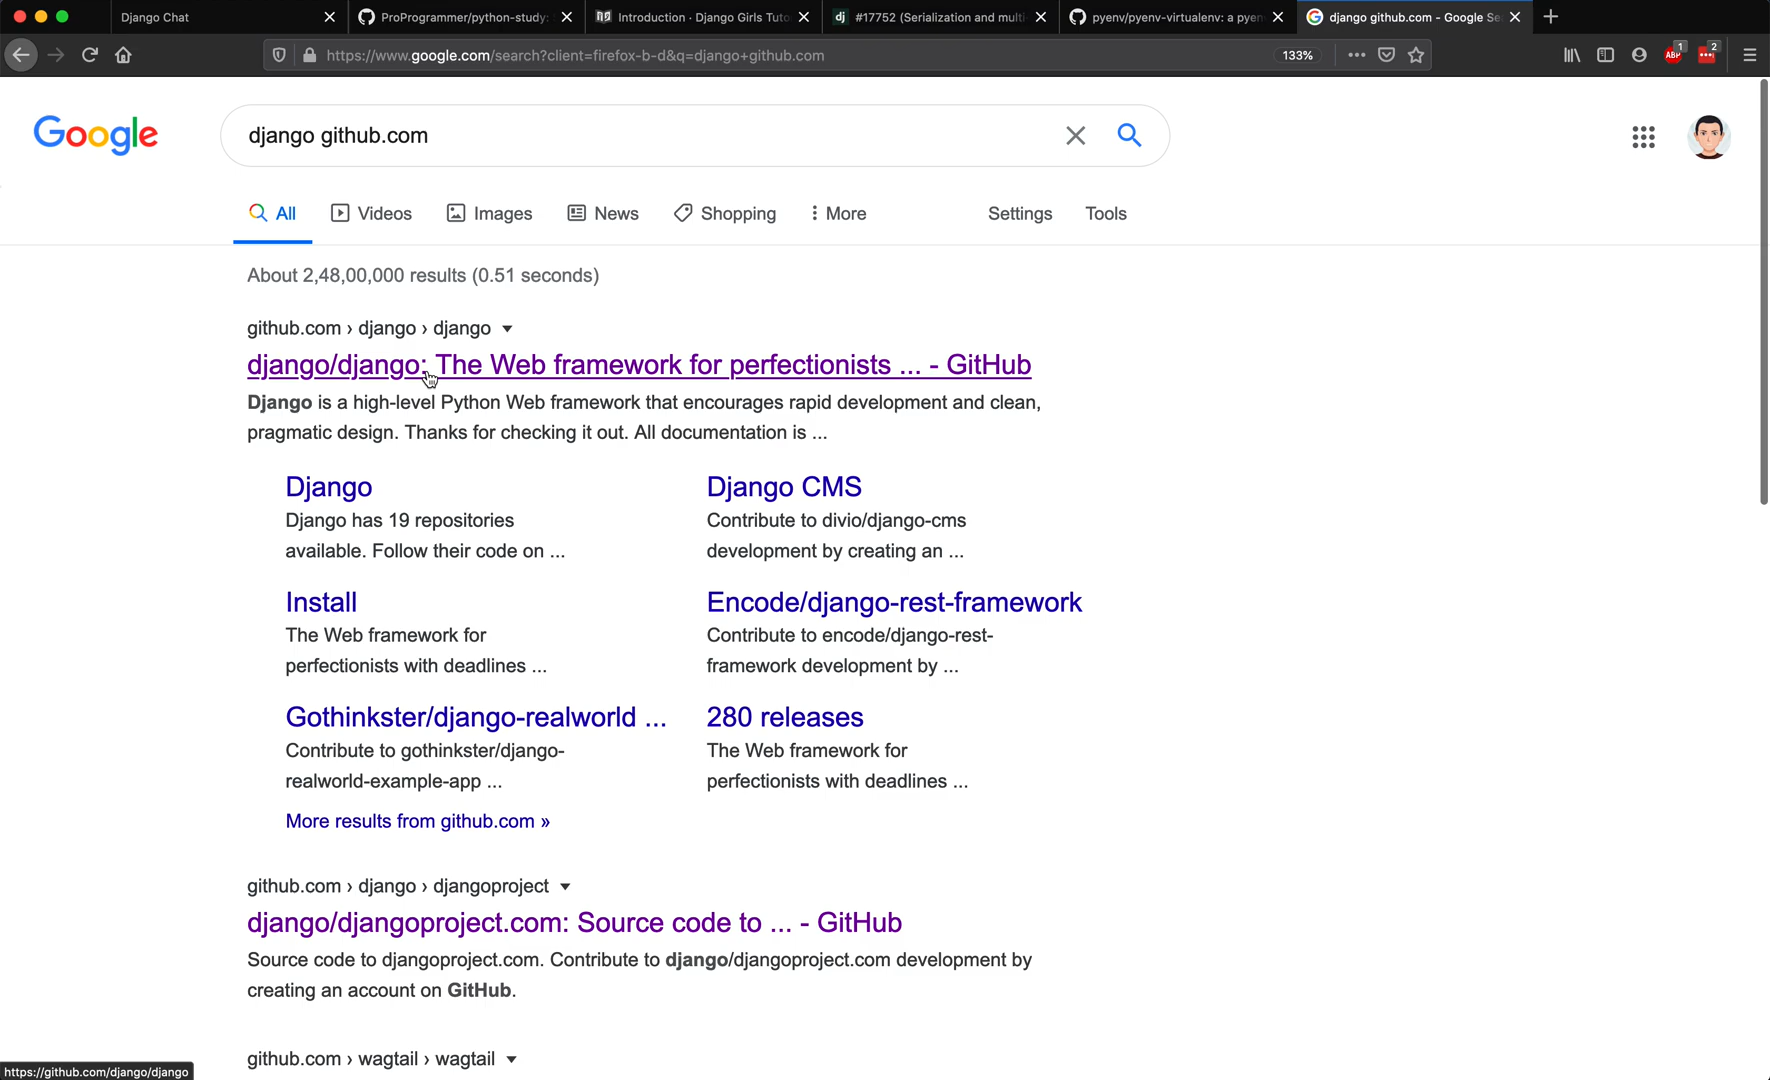 Django Chat
ProProgrammer/python-study:
Introduction · Django Girls Tuto
dj #17752 (Serialization and multi-
pyenv/pyenv-virtualenv: a pyen
django github.com - Google Se
https://www.google.com/search?client=firefox-b-d&q=django+github.com
133%
ABP
1
2
Google
django github.com
All
Videos
Images
News
Shopping
More
Settings
Tools
About 2,48,00,000 results (0.51 seconds)
github.com › django › django
django/django: The Web framework for perfectionists ... - GitHub
Django is a high-level Python Web framework that encourages rapid development and clean,
pragmatic design. Thanks for checking it out. All documentation is ...
Django
Django has 19 repositories
available. Follow their code on ...
Django CMS
Contribute to divio/django-cms
development by creating an ...
Install
The Web framework for
perfectionists with deadlines ...
Encode/django-rest-framework
Contribute to encode/django-rest-
framework development by ...
Gothinkster/django-realworld ...
Contribute to gothinkster/django-
realworld-example-app ...
280 releases
The Web framework for
perfectionists with deadlines ...
More results from github.com »
github.com › django › djangoproject
django/djangoproject.com: Source code to ... - GitHub
Source code to djangoproject.com. Contribute to django/djangoproject.com development by
creating an account on GitHub.
github.com › wagtail › wagtail
https://github.com/django/django